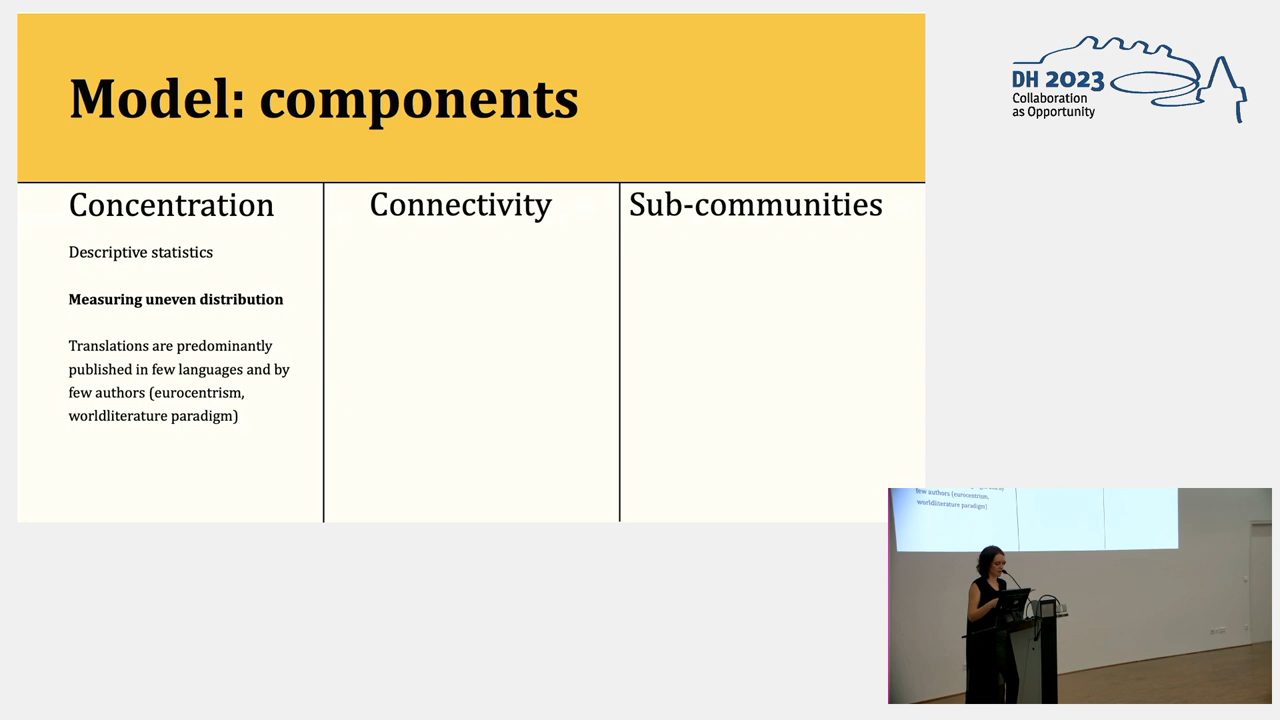 Model: components
Concentration
Descriptive statistics
Measuring uneven distribution
Translations are predominantly
published in few languages and by
few authors (eurocentrism,
worldliterature paradigm)
Connectivity
Sub-communities
DH 2023
Collaboration
as Opportunity
few authors (eurocentrism,
worldliterature paradigm)